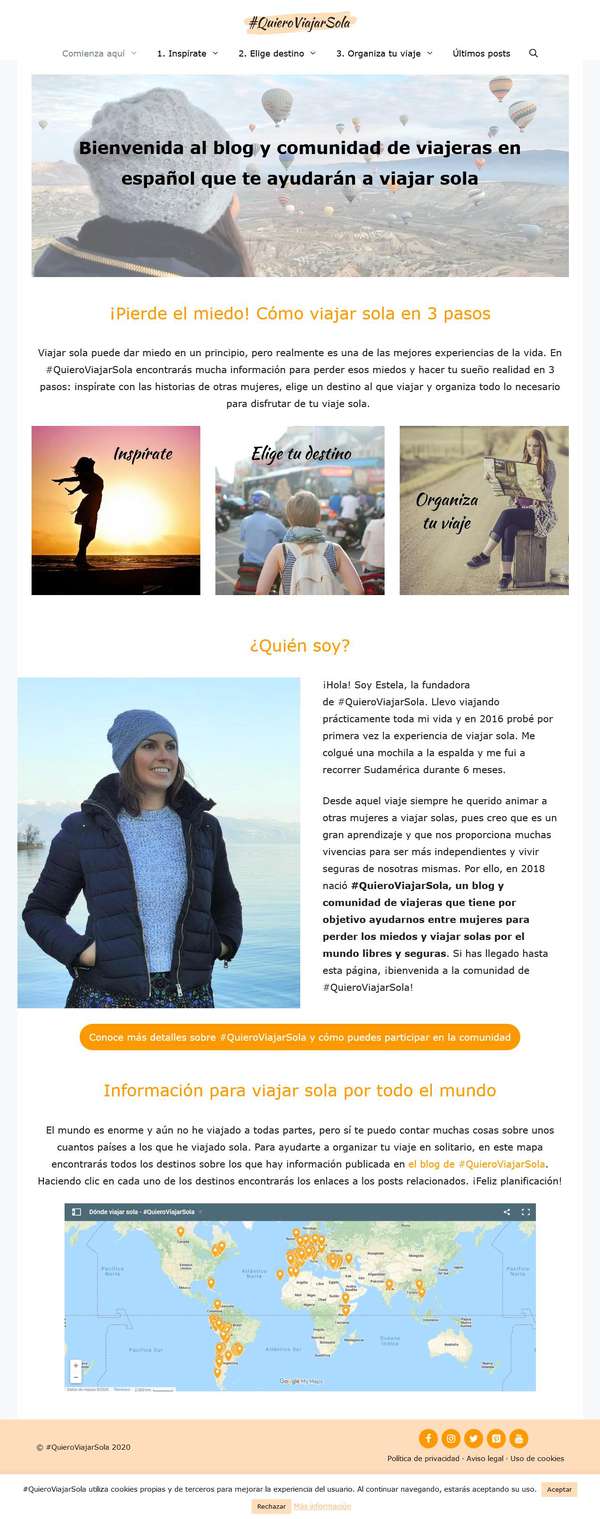 #QuieroViajarSola
Comienza aquí
1. Inspírate
2. Elige destino
3. Organiza tu viaje
Últimos posts
Bienvenida al blog y comunidad de viajeras en
español que te ayudarán a viajar sola
¡Pierde el miedo! Cómo viajar sola en 3 pasos
Viajar sola puede dar miedo en un principio, pero realmente es una de las mejores experiencias de la vida. En
#QuieroViajarSola encontrarás mucha información para perder esos miedos y hacer tu sueño realidad en 3
pasos: inspírate con las historias de otras mujeres, elige un destino al que viajar y organiza todo lo necesario
para disfrutar de tu viaje sola.
Inspírate
Elige tu destino
Organiza
tu viaje
¿Quién soy?
¡Hola! Soy Estela, la fundadora
de #QuieroViajarSola. Llevo viajando
prácticamente toda mi vida y en 2016 probé por
primera vez la experiencia de viajar sola. Me
colgué una mochila a la espalda y me fui a
recorrer Sudamérica durante 6 meses.
Desde aquel viaje siempre he querido animar a
otras mujeres a viajar solas, pues creo que es un
gran aprendizaje y que nos proporciona muchas
vivencias para ser más independientes y vivir
seguras de nosotras mismas. Por ello, en 2018
nació #QuieroViajarSola, un blog y
comunidad de viajeras que tiene por
objetivo ayudarnos entre mujeres para
perder los miedos y viajar solas por el
mundo libres y seguras. Si has llegado hasta
esta página, ¡bienvenida a la comunidad de
#QuieroViajarSola!
Conoce más detalles sobre #QuieroViajarSola y cómo puedes participar en la comunidad
Información para viajar sola por todo el mundo
El mundo es enorme y aún no he viajado a todas partes, pero sí te puedo contar muchas cosas sobre unos
cuantos países a los que he viajado sola. Para ayudarte a organizar tu viaje en solitario, en este mapa
encontrarás todos los destinos sobre los que hay información publicada en el blog de #QuieroViajarSola.
Haciendo clic en cada uno de los destinos encontrarás los enlaces a los posts relacionados. ¡Feliz planificación!
Dónde viajar sola - #QuieroViajarSola
Canadá
Estados Unidos
Océano Atlántico Norte
Océano Atlántico Sur
Océano Índico
Argentina
Australia
Google My Maps
© #QuieroViajarSola 2020
Política de privacidad · Aviso legal · Uso de cookies
#QuieroViajarSola utiliza cookies propias y de terceros para mejorar la experiencia del usuario. Al continuar navegando, estarás aceptando su uso.
Aceptar
Rechazar
Más información